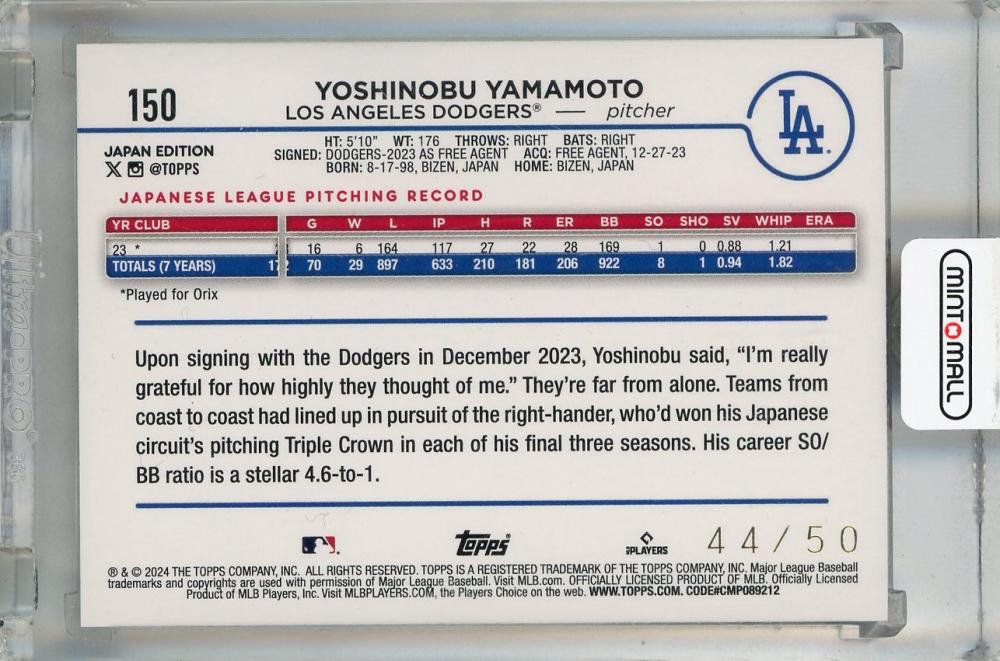 150
YOSHINOBU YAMAMOTO
LOS ANGELES DODGERS® — pitcher
LA
JAPAN EDITION
@TOPPS
HT: 5'10" WT: 176 THROWS: RIGHT BATS: RIGHT
SIGNED: DODGERS-2023 AS FREE AGENT ACQ: FREE AGENT, 12-27-23
BORN: 8-17-98, BIZEN, JAPAN HOME: BIZEN, JAPAN
JAPANESE LEAGUE PITCHING RECORD
YR CLUB G W L IP H R ER BB SO SHO SV WHIP ERA
23 * 16 6 164 117 27 22 28 169 1 0 0.88 1.21
TOTALS (7 YEARS) 70 29 897 633 210 181 206 922 8 1 0.94 1.82
*Played for Orix
Upon signing with the Dodgers in December 2023, Yoshinobu said, “I’m really
grateful for how highly they thought of me.” They’re far from alone. Teams from
coast to coast had lined up in pursuit of the right-hander, who’d won his Japanese
circuit’s pitching Triple Crown in each of his final three seasons. His career SO/
BB ratio is a stellar 4.6-to-1.
topps
PLAYERS
44/50
® & © 2024 THE TOPPS COMPANY, INC. ALL RIGHTS RESERVED. TOPPS IS A REGISTERED TRADEMARK OF THE TOPPS COMPANY, INC. Major League Baseball
trademarks and copyrights are used with permission of Major League Baseball. Visit MLB.com. OFFICIALLY LICENSED PRODUCT OF MLB. Officially Licensed
Product of MLB Players, Inc. Visit MLBPLAYERS.COM, the Players Choice on the web. WWW.TOPPS.COM. CODE#CMP089212
MINT MALL